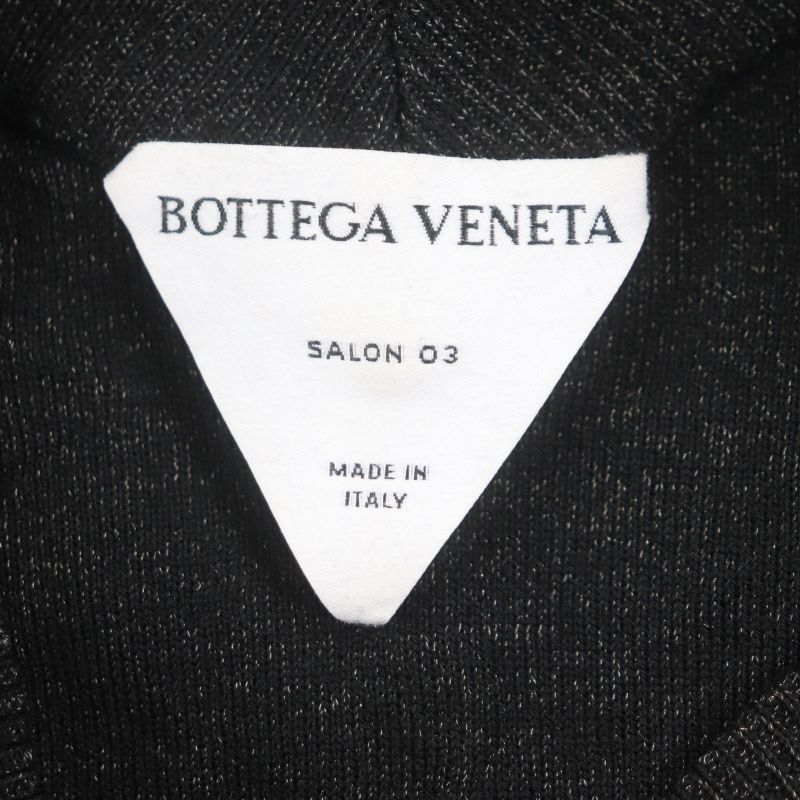 BOTTEGA VENETA
SALON 03
MADE IN
ITALY